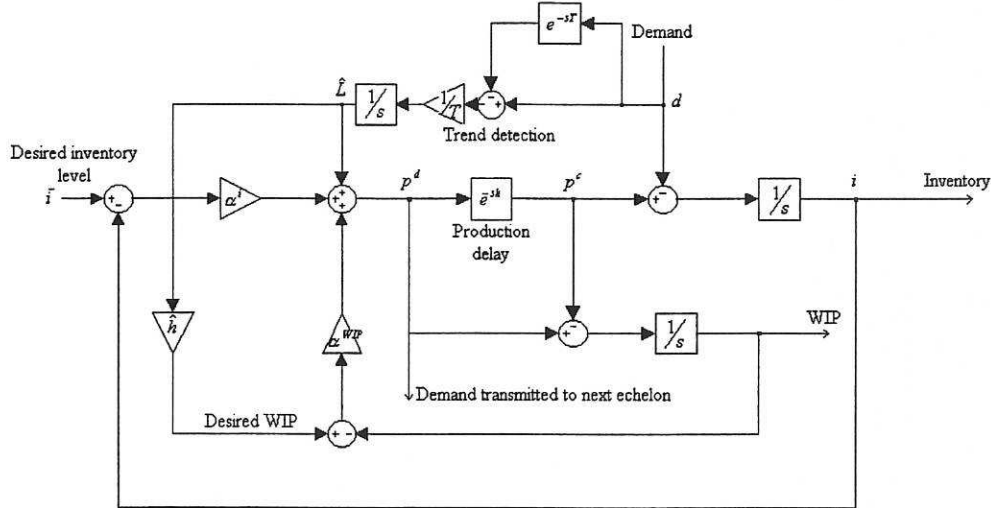 e^{-sT}
Demand
L̂
1/s
1/T
d
Trend detection
Desired inventory
level
ī
α^i
p^d
e^{-sh}
p^c
1/s
i
Inventory
Production
delay
ĥ
α^{WIP}
1/s
WIP
Demand transmitted to next echelon
Desired WIP